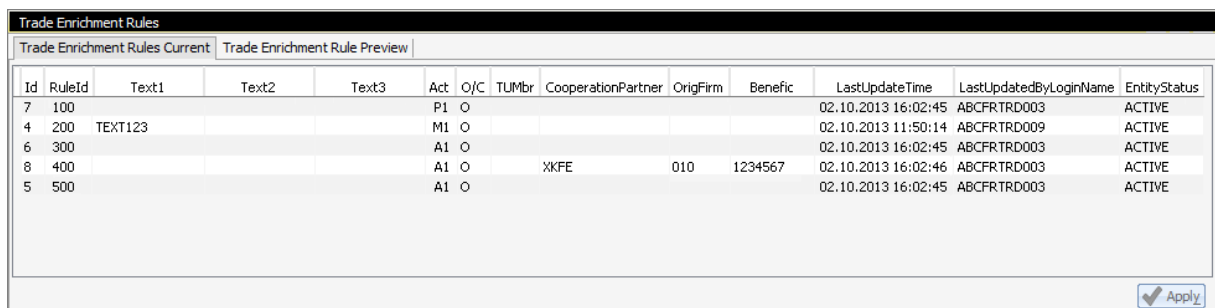 Trade Enrichment Rules
Trade Enrichment Rules Current Trade Enrichment Rule Preview
Id RuleId Text1 Text2 Text3 Act O/C TUMbr CooperationPartner OrigFirm Benefic LastUpdateTime LastUpdatedByLoginName EntityStatus
7 100 P1 O 02.10.2013 16:02:45 ABCFRTRD003 ACTIVE
4 200 TEXT123 M1 O 02.10.2013 11:50:14 ABCFRTRD009 ACTIVE
6 300 A1 O 02.10.2013 16:02:45 ABCFRTRD003 ACTIVE
8 400 A1 O XKFE 010 1234567 02.10.2013 16:02:46 ABCFRTRD003 ACTIVE
5 500 A1 O 02.10.2013 16:02:45 ABCFRTRD003 ACTIVE
Apply